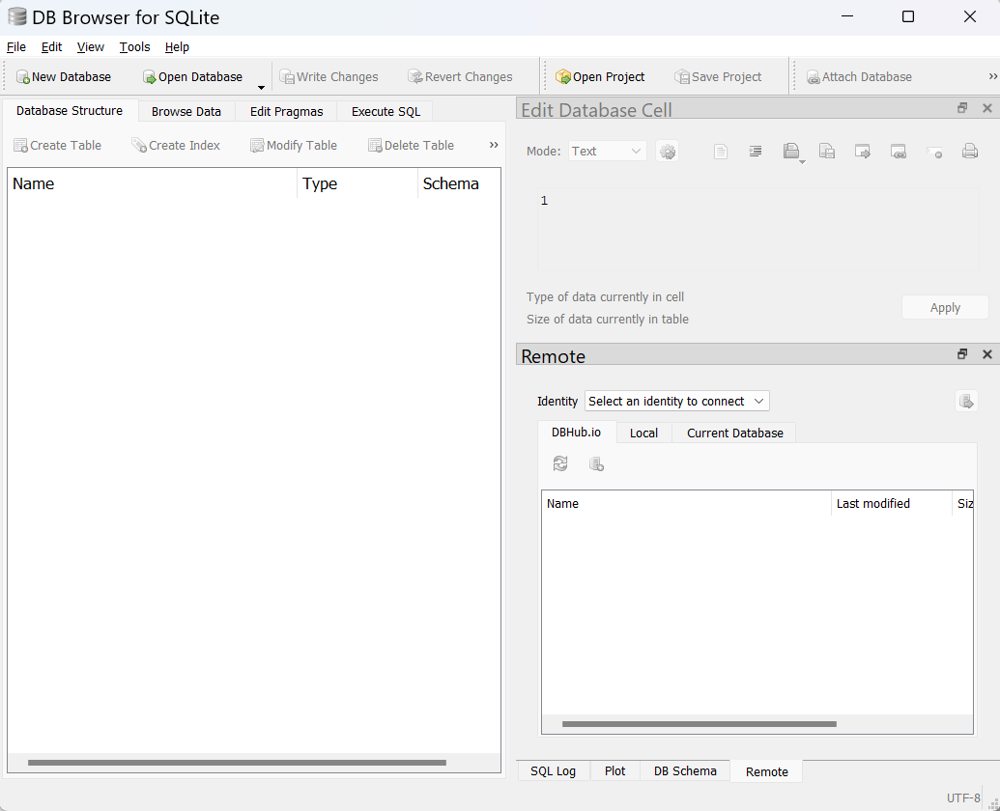 DB Browser for SQLite
File Edit View Tools Help
New Database Open Database Write Changes Revert Changes Open Project Save Project Attach Database »
Database Structure Browse Data Edit Pragmas Execute SQL
Create Table Create Index Modify Table Delete Table »
Name Type Schema
Edit Database Cell
Mode: Text
1
Type of data currently in cell
Size of data currently in table
Apply
Remote
Identity Select an identity to connect
DBHub.io Local Current Database
Name Last modified Siz
SQL Log Plot DB Schema Remote
UTF-8